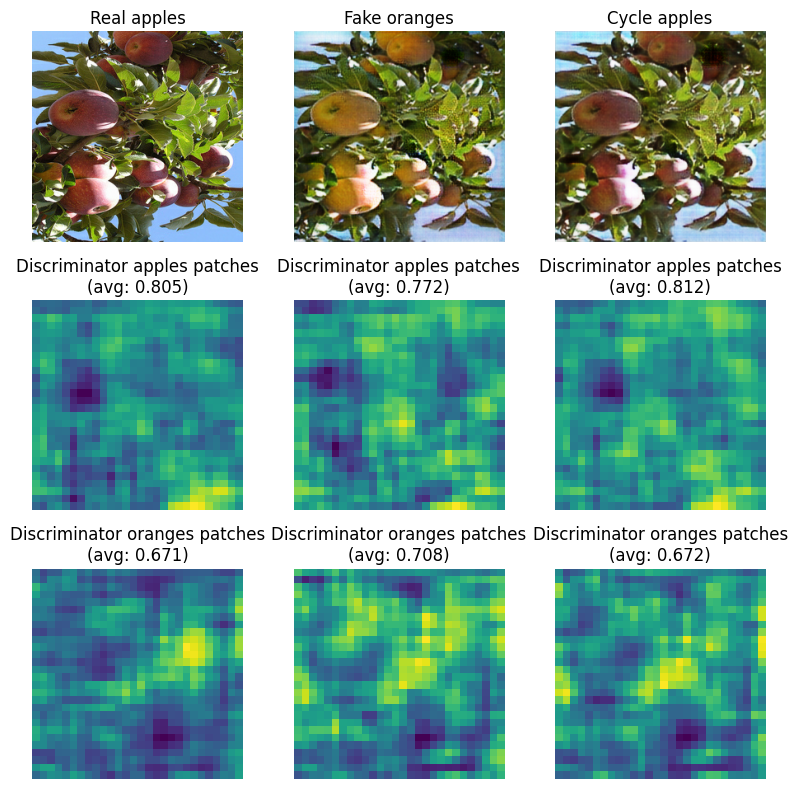 Real apples
Fake oranges
Cycle apples
Discriminator apples patches
(avg: 0.805)
Discriminator apples patches
(avg: 0.772)
Discriminator apples patches
(avg: 0.812)
Discriminator oranges patches
(avg: 0.671)
Discriminator oranges patches
(avg: 0.708)
Discriminator oranges patches
(avg: 0.672)